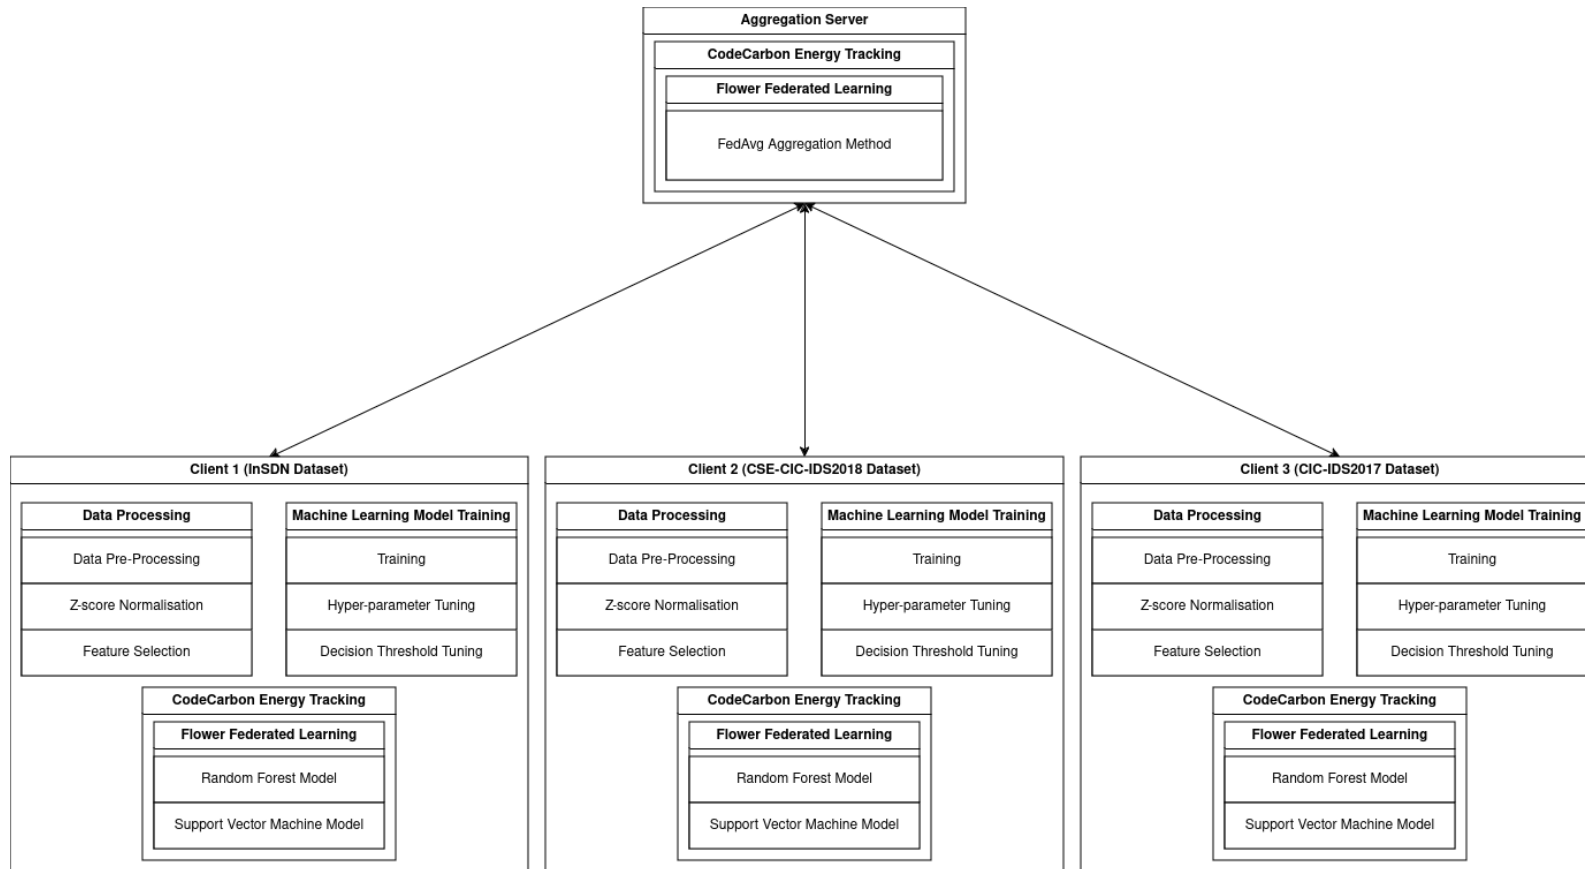 Aggregation Server
CodeCarbon Energy Tracking
Flower Federated Learning
FedAvg Aggregation Method
Client 1 (InSDN Dataset)
Data Processing
Data Pre-Processing
Z-score Normalisation
Feature Selection
Machine Learning Model Training
Training
Hyper-parameter Tuning
Decision Threshold Tuning
CodeCarbon Energy Tracking
Flower Federated Learning
Random Forest Model
Support Vector Machine Model
Client 2 (CSE-CIC-IDS2018 Dataset)
Data Processing
Data Pre-Processing
Z-score Normalisation
Feature Selection
Machine Learning Model Training
Training
Hyper-parameter Tuning
Decision Threshold Tuning
CodeCarbon Energy Tracking
Flower Federated Learning
Random Forest Model
Support Vector Machine Model
Client 3 (CIC-IDS2017 Dataset)
Data Processing
Data Pre-Processing
Z-score Normalisation
Feature Selection
Machine Learning Model Training
Training
Hyper-parameter Tuning
Decision Threshold Tuning
CodeCarbon Energy Tracking
Flower Federated Learning
Random Forest Model
Support Vector Machine Model